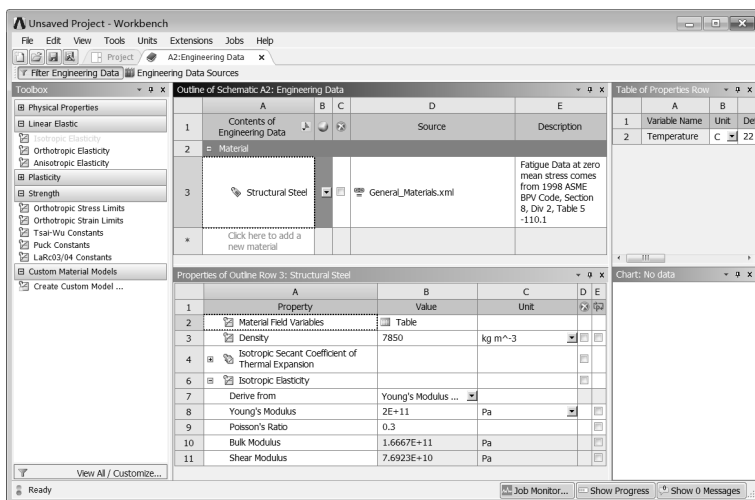 Unsaved Project - Workbench
File Edit View Tools Units Extensions Jobs Help
Project A2:Engineering Data x
Filter Engineering Data Engineering Data Sources
Toolbox
Physical Properties
Linear Elastic
Isotropic Elasticity
Orthotropic Elasticity
Anisotropic Elasticity
Plasticity
Strength
Orthotropic Stress Limits
Orthotropic Strain Limits
Tsai-Wu Constants
Puck Constants
LaRc03/04 Constants
Custom Material Models
Create Custom Model ...
View All / Customize...
Outline of Schematic A2: Engineering Data
A B C D E
1 Contents of Engineering Data Source Description
2 Material
3 Structural Steel General_Materials.xml
Fatigue Data at zero
mean stress comes
from 1998 ASME
BPV Code, Section
8, Div 2, Table 5
-110.1
* Click here to add a
new material
Properties of Outline Row 3: Structural Steel
A B C D E
1 Property Value Unit
2 Material Field Variables Table
3 Density 7850 kg m^-3
4 Isotropic Secant Coefficient of
Thermal Expansion
6 Isotropic Elasticity
7 Derive from Young's Modulus ...
8 Young's Modulus 2E+11 Pa
9 Poisson's Ratio 0.3
10 Bulk Modulus 1.6667E+11 Pa
11 Shear Modulus 7.6923E+10 Pa
Table of Properties Row
A B
1 Variable Name Unit Def
2 Temperature C 22
Chart: No data
Ready
Job Monitor... Show Progress Show 0 Messages